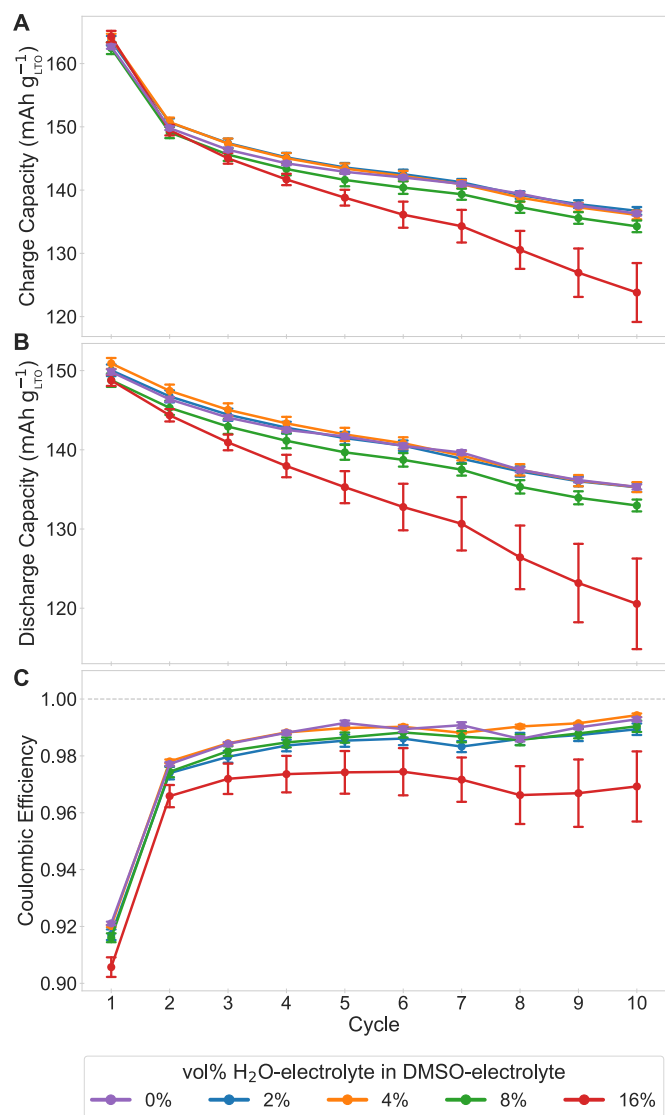 A
Charge Capacity (mAh g⁻¹ LTO)
160
150
140
130
120
B
Discharge Capacity (mAh g⁻¹ LTO)
150
140
130
120
C
Coulombic Efficiency
1.00
0.98
0.96
0.94
0.92
0.90
1 2 3 4 5 6 7 8 9 10
Cycle
vol% H₂O-electrolyte in DMSO-electrolyte
0% 2% 4% 8% 16%